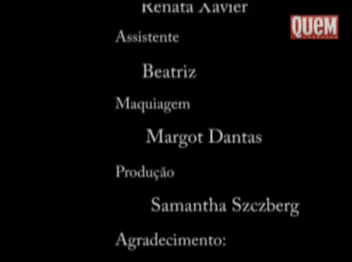 Renata Xavier
QUEM
Assistente
Beatriz
Maquiagem
Margot Dantas
Produção
Samantha Szczberg
Agradecimento: